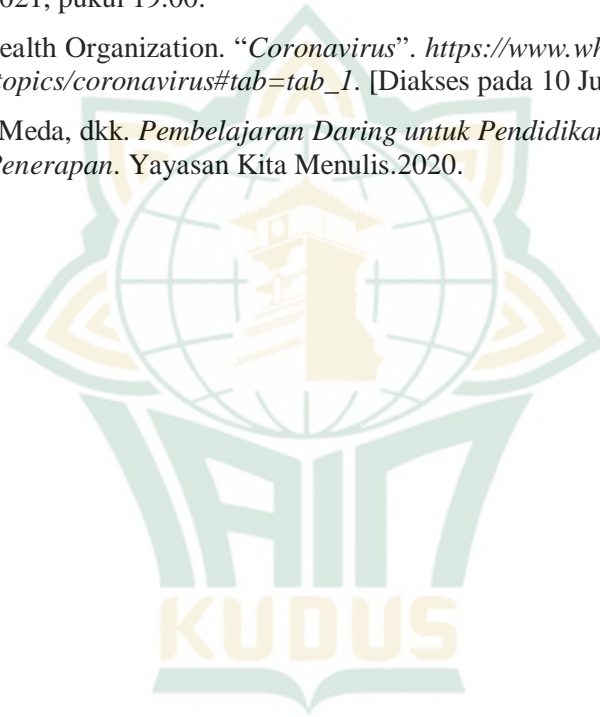 021, pukul 19.00.
ealth Organization. “Coronavirus”. https://www.wh
topics/coronavirus#tab=tab_1. [Diakses pada 10 Ju
Meda, dkk. Pembelajaran Daring untuk Pendidikan
Penerapan. Yayasan Kita Menulis.2020.
IAIN
KUDUS